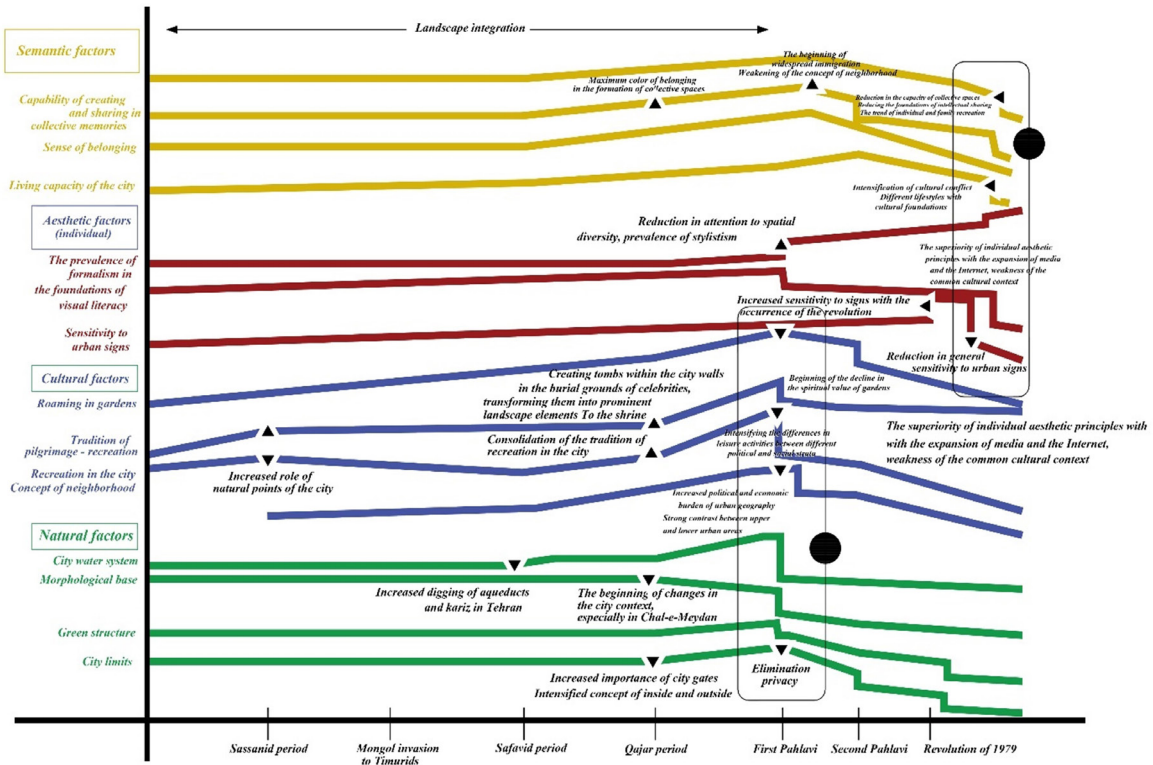 Landscape integration
Semantic factors
The beginning of
widespread immigration
Weakening of the concept of neighborhood
Maximum color of belonging
in the formation of collective spaces
Capability of creating
and sharing in
collective memories
Reduction in the capacity of collective spaces
Reducing the foundations of intellectual sharing
The trend of individual and family recreation
Sense of belonging
Living capacity of the city
Intensification of cultural conflict
Different lifestyles with
cultural foundations
Aesthetic factors
(individual)
Reduction in attention to spatial
diversity, prevalence of stylistism
The prevalence of
formalism in
the foundations of
visual literacy
The superiority of individual aesthetic
principles with the expansion of media
and the Internet, weakness of the
common cultural context
Increased sensitivity to signs with the
occurrence of the revolution
Sensitivity to
urban signs
Reduction in general
sensitivity to urban signs
Cultural factors
Roaming in gardens
Creating tombs within the city walls
in the burial grounds of celebrities,
transforming them into prominent
landscape elements To the shrine
Beginning of the decline in
the spiritual value of gardens
Tradition of
pilgrimage - recreation
Consolidation of the tradition of
recreation in the city
Intensifying the differences in
leisure activities between different
political and social strata
The superiority of individual aesthetic principles with
with the expansion of media and the Internet,
weakness of the common cultural context
Recreation in the city
Concept of neighborhood
Increased role of
natural points of the city
Increased political and economic
burden of urban geography
Strong contrast between upper
and lower urban areas
Natural factors
City water system
Morphological base
Increased digging of aqueducts
and kariz in Tehran
The beginning of changes in
the city context,
especially in Chal-e-Meydan
Green structure
City limits
Increased importance of city gates
Intensified concept of inside and outside
Elimination
privacy
Sassanid period
Mongol invasion
to Timurids
Safavid period
Qajar period
First Pahlavi
Second Pahlavi
Revolution of 1979